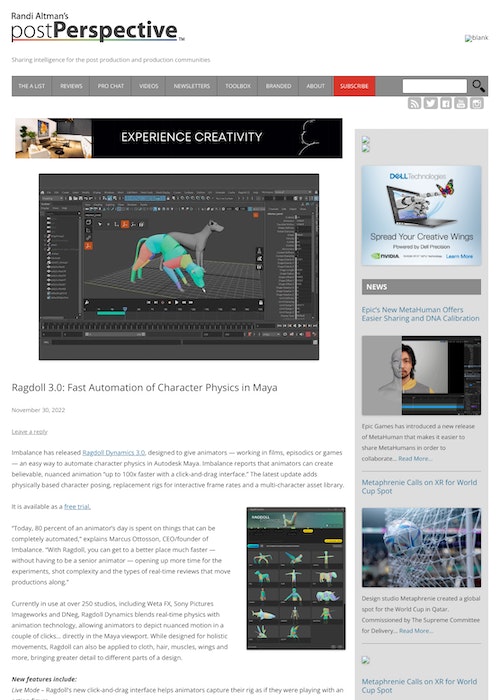 Randi Altman's
postPerspective™
blank
Sharing Intelligence for the post production and production communities
THE A LIST
REVIEWS
PRO CHAT
VIDEOS
NEWSLETTERS
TOOLBOX
BRANDED
ABOUT
SUBSCRIBE
EXPERIENCE CREATIVITY
Ragdoll 3.0: Fast Automation of Character Physics in Maya
November 30, 2022
Leave a reply
Imbalance has released Ragdoll Dynamics 3.0, designed to give animators — working in films, episodics or games
— an easy way to automate character physics in Autodesk Maya. Imbalance reports that animators can create
believable, nuanced animation "up to 100x faster with a click-and-drag interface." The latest update adds
physically based character posing, replacement rigs for interactive frame rates and a multi-character asset library.
It is available as a free trial.
"Today, 80 percent of an animator's day is spent on things that can be
completely automated," explains Marcus Ottosson, CEO/founder of
Imbalance. "With Ragdoll, you can get to a better place much faster —
without having to be a senior animator — opening up more time for the
experiments, shot complexity and the types of real-time reviews that move
productions along."
RAGDOLL
Currently in use at over 250 studios, including Weta FX, Sony Pictures
Imageworks and DNeg, Ragdoll Dynamics blends real-time physics with
animation technology, allowing animators to depict nuanced motion in a
couple of clicks... directly in the Maya viewport. While designed for holistic
movements, Ragdoll can also be applied to cloth, hair, muscles, wings and
more, bringing greater detail to different parts of a design.
New features include:
Live Mode – Ragdoll's new click-and-drag interface helps animators capture their rig as if they were playing with an
DELL Technologies
Spread Your Creative Wings
Powered by Dell Precision
NVIDIA
Learn More
NEWS
Epic's New MetaHuman Offers
Easier Sharing and DNA Calibration
Epic Games has introduced a new release
of MetaHuman that makes it easier to
share MetaHumans in order to
collaborate... Read More...
Metaphrenie Calls on XR for World
Cup Spot
Design studio Metaphrenie created a global
spot for the World Cup in Qatar.
Commissioned by The Supreme Committee
for Delivery... Read More...
Metaphrenie Calls on XR for World
Cup Spot